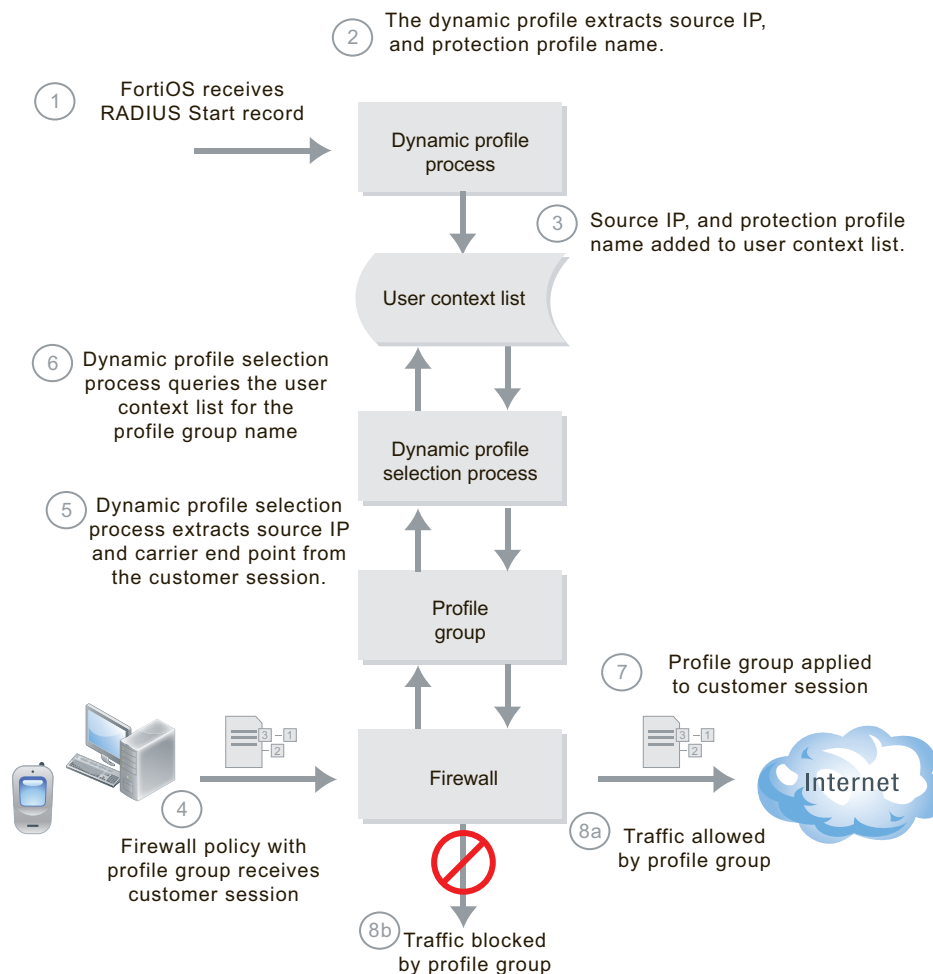 2
The dynamic profile extracts source IP,
and protection profile name.
1
FortiOS receives
RADIUS Start record
Dynamic profile
process
3
Source IP, and protection profile
name added to user context list.
User context list
6
Dynamic profile selection
process queries the user
context list for the
profile group name
Dynamic profile
selection process
5
Dynamic profile selection
process extracts source IP
and carrier end point from
the customer session.
Profile
group
7
Profile group applied
to customer session
3
1
2
3
1
2
Firewall
Internet
4
Firewall policy with
profile group receives
customer session
8a
Traffic allowed
by profile group
8b
Traffic blocked
by profile group